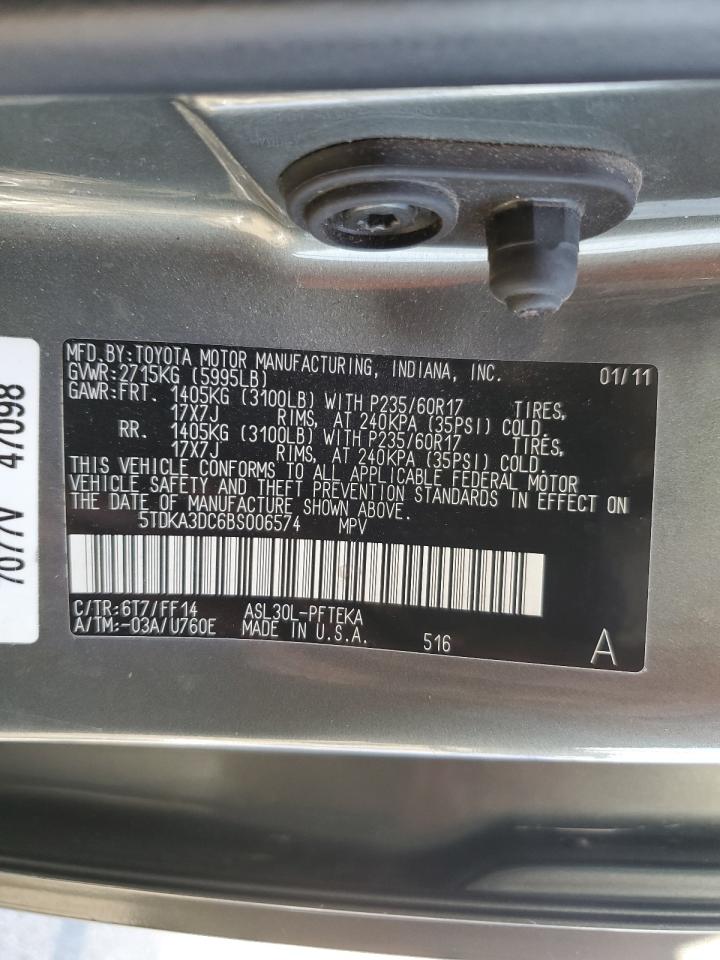 MFD.BY:TOYOTA MOTOR MANUFACTURING, INDIANA, INC. 01/11
GVWR:2715KG (5995LB)
GAWR:FRT. 1405KG (3100LB) WITH P235/60R17 TIRES,
17X7J RIMS, AT 240KPA (35PSI) COLD.
RR. 1405KG (3100LB) WITH P235/60R17 TIRES,
17X7J RIMS, AT 240KPA (35PSI) COLD.
THIS VEHICLE CONFORMS TO ALL APPLICABLE FEDERAL MOTOR
VEHICLE SAFETY AND THEFT PREVENTION STANDARDS IN EFFECT ON
THE DATE OF MANUFACTURE SHOWN ABOVE.
5TDKA3DC6BS006574 MPV
C/TR:6T7/FF14 ASL30L-PFTEKA
A/TM:-03A/U760E MADE IN U.S.A. 516 A
7077V 47098